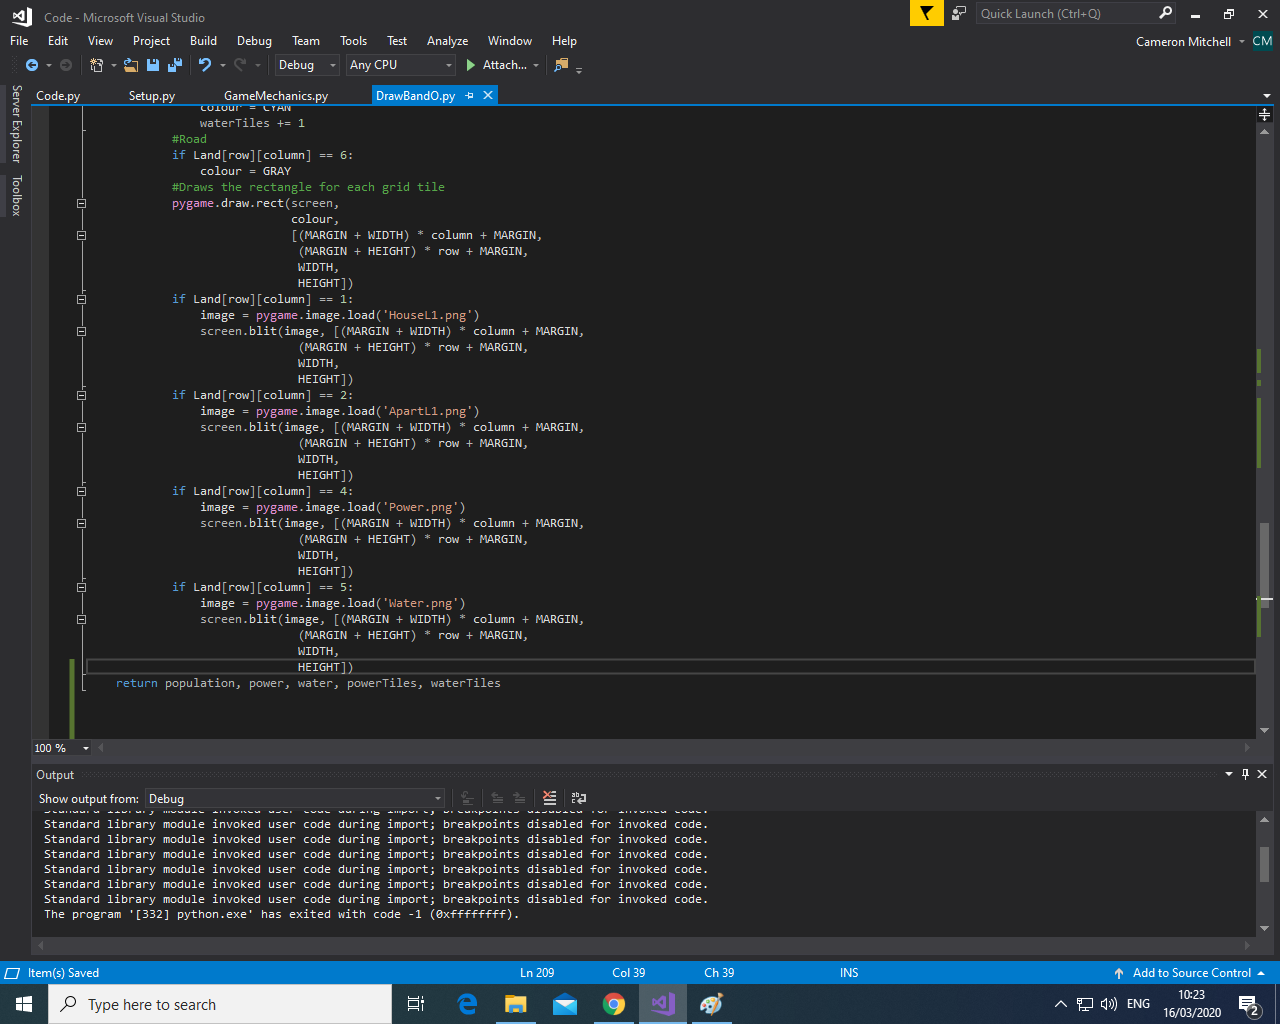 Code - Microsoft Visual Studio
Quick Launch (Ctrl+Q)
File Edit View Project Build Debug Team Tools Test Analyze Window Help
Cameron Mitchell CM
Debug Any CPU Attach...
Server Explorer
Toolbox
Code.py Setup.py GameMechanics.py DrawBandO.py
colour = CYAN
waterTiles += 1
#Road
if Land[row][column] == 6:
colour = GRAY
#Draws the rectangle for each grid tile
pygame.draw.rect(screen,
colour,
[(MARGIN + WIDTH) * column + MARGIN,
(MARGIN + HEIGHT) * row + MARGIN,
WIDTH,
HEIGHT])
if Land[row][column] == 1:
image = pygame.image.load('HouseL1.png')
screen.blit(image, [(MARGIN + WIDTH) * column + MARGIN,
(MARGIN + HEIGHT) * row + MARGIN,
WIDTH,
HEIGHT])
if Land[row][column] == 2:
image = pygame.image.load('ApartL1.png')
screen.blit(image, [(MARGIN + WIDTH) * column + MARGIN,
(MARGIN + HEIGHT) * row + MARGIN,
WIDTH,
HEIGHT])
if Land[row][column] == 4:
image = pygame.image.load('Power.png')
screen.blit(image, [(MARGIN + WIDTH) * column + MARGIN,
(MARGIN + HEIGHT) * row + MARGIN,
WIDTH,
HEIGHT])
if Land[row][column] == 5:
image = pygame.image.load('Water.png')
screen.blit(image, [(MARGIN + WIDTH) * column + MARGIN,
(MARGIN + HEIGHT) * row + MARGIN,
WIDTH,
HEIGHT])
return population, power, water, powerTiles, waterTiles
100 %
Output
Show output from: Debug
Standard library module invoked user code during import; breakpoints disabled for invoked code.
Standard library module invoked user code during import; breakpoints disabled for invoked code.
Standard library module invoked user code during import; breakpoints disabled for invoked code.
Standard library module invoked user code during import; breakpoints disabled for invoked code.
Standard library module invoked user code during import; breakpoints disabled for invoked code.
Standard library module invoked user code during import; breakpoints disabled for invoked code.
Standard library module invoked user code during import; breakpoints disabled for invoked code.
The program '[332] python.exe' has exited with code -1 (0xffffffff).
Item(s) Saved Ln 209 Col 39 Ch 39 INS Add to Source Control
Type here to search
ENG
10:23
16/03/2020
2